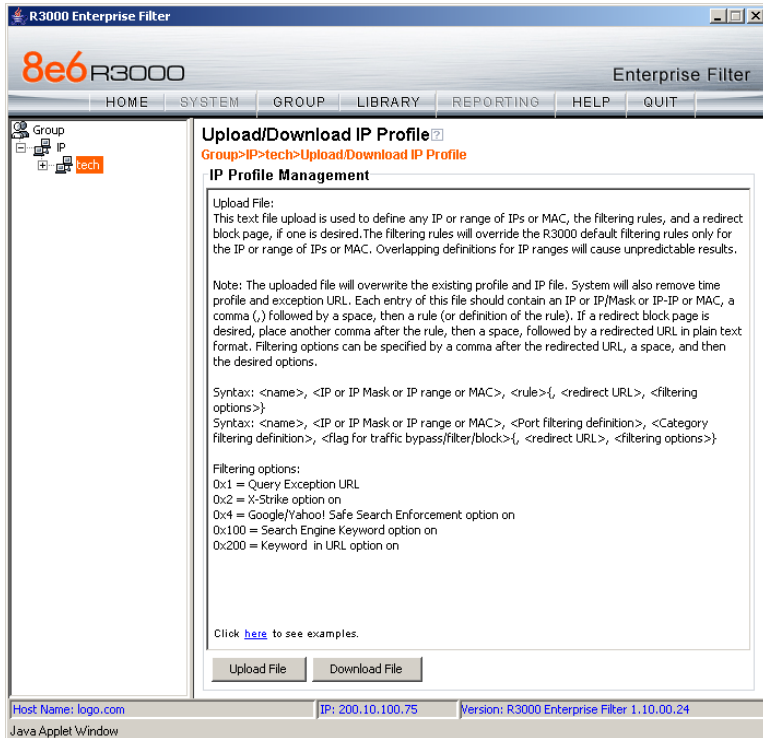 R3000 Enterprise Filter
8e6 R3000
Enterprise Filter
HOME SYSTEM GROUP LIBRARY REPORTING HELP QUIT
Group
IP
tech
Upload/Download IP Profile ?
Group>IP>tech>Upload/Download IP Profile
IP Profile Management
Upload File:
This text file upload is used to define any IP or range of IPs or MAC, the filtering rules, and a redirect
block page, if one is desired.The filtering rules will override the R3000 default filtering rules only for
the IP or range of IPs or MAC. Overlapping definitions for IP ranges will cause unpredictable results.
Note: The uploaded file will overwrite the existing profile and IP file. System will also remove time
profile and exception URL. Each entry of this file should contain an IP or IP/Mask or IP-IP or MAC, a
comma (,) followed by a space, then a rule (or definition of the rule). If a redirect block page is
desired, place another comma after the rule, then a space, followed by a redirected URL in plain text
format. Filtering options can be specified by a comma after the redirected URL, a space, and then
the desired options.
Syntax: <name>, <IP or IP Mask or IP range or MAC>, <rule>{, <redirect URL>, <filtering
options>}
Syntax: <name>, <IP or IP Mask or IP range or MAC>, <Port filtering definition>, <Category
filtering definition>, <flag for traffic bypass/filter/block>{, <redirect URL>, <filtering options>}
Filtering options:
0x1 = Query Exception URL
0x2 = X-Strike option on
0x4 = Google/Yahoo! Safe Search Enforcement option on
0x100 = Search Engine Keyword option on
0x200 = Keyword in URL option on
Click here to see examples.
Upload File Download File
Host Name: logo.com IP: 200.10.100.75 Version: R3000 Enterprise Filter 1.10.00.24
Java Applet Window